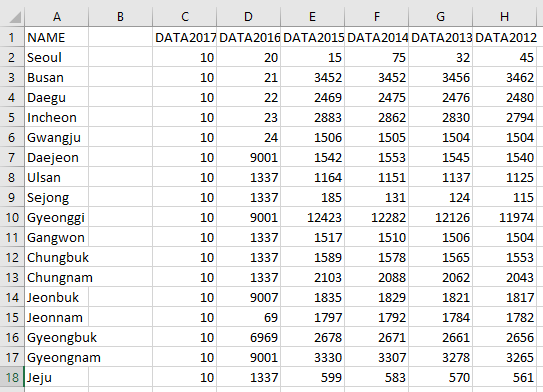 A B C D E F G H
1 NAME DATA2017 DATA2016 DATA2015 DATA2014 DATA2013 DATA2012
2 Seoul 10 20 15 75 32 45
3 Busan 10 21 3452 3452 3456 3462
4 Daegu 10 22 2469 2475 2476 2480
5 Incheon 10 23 2883 2862 2830 2794
6 Gwangju 10 24 1506 1505 1504 1504
7 Daejeon 10 9001 1542 1553 1545 1540
8 Ulsan 10 1337 1164 1151 1137 1125
9 Sejong 10 1337 185 131 124 115
10 Gyeonggi 10 9001 12423 12282 12126 11974
11 Gangwon 10 1337 1517 1510 1506 1504
12 Chungbuk 10 1337 1589 1578 1565 1553
13 Chungnam 10 1337 2103 2088 2062 2043
14 Jeonbuk 10 9007 1835 1829 1821 1817
15 Jeonnam 10 69 1797 1792 1784 1782
16 Gyeongbuk 10 6969 2678 2671 2661 2656
17 Gyeongnam 10 9001 3330 3307 3278 3265
18 Jeju 10 1337 599 583 570 561